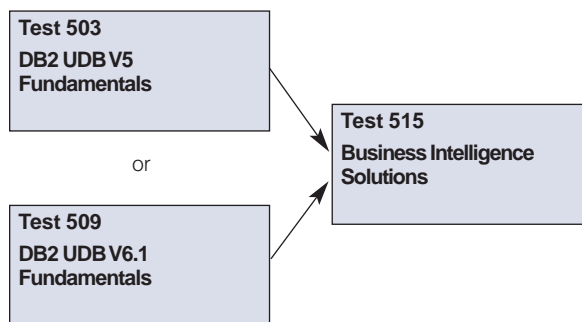 Test 503
DB2 UDB V5
Fundamentals
or
Test 509
DB2 UDB V6.1
Fundamentals
Test 515
Business Intelligence
Solutions